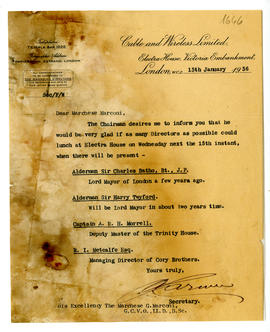 1646
Cable and Wireless Limited,
Electra House, Victoria Embankment,
London, W.C.2. 13th January 1936
Telephone
TEMPLE BAR 1222
Dear Marchese Marconi,
The Chairman desires me to inform you that he
would be very glad if as many Directors as possible could
lunch at Electra House on Wednesday next the 15th instant,
when there will be present -
Alderman Sir Charles Batho, Bt., J.P.
Lord Mayor of London a few years ago.
Alderman Sir Harry Twyford.
Will be Lord Mayor in about two years time.
Captain A. R. H. Morrell.
Deputy Master of the Trinity House.
R. I. Metcalfe Esq.
Managing Director of Cory Brothers.
Yours truly,
Secretary.
His Excellency The Marchese G. Marconi,
G.C.V.O., LL.D., D.Sc.